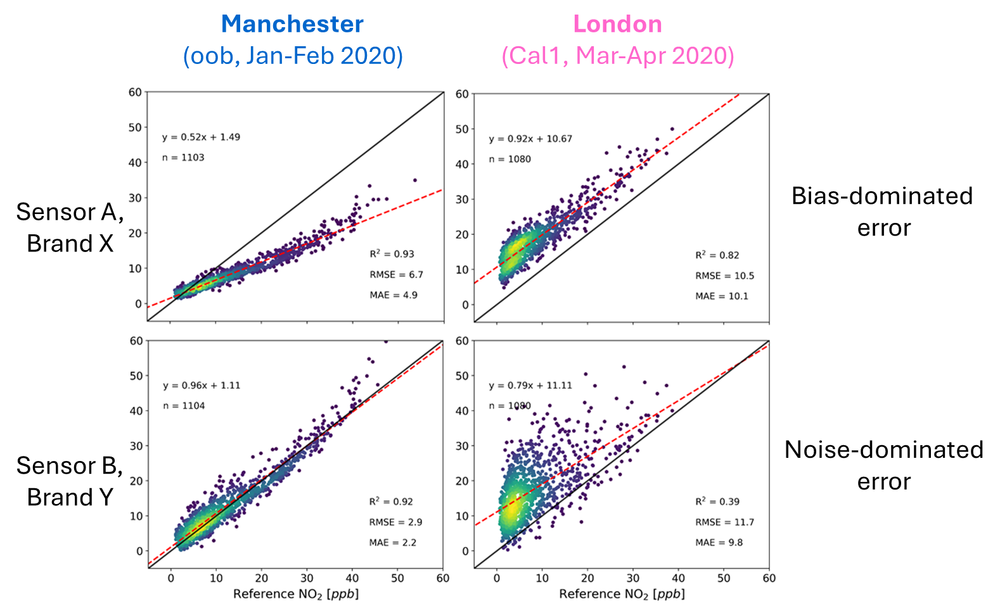 Manchester
(oob, Jan-Feb 2020)
London
(Cal1, Mar-Apr 2020)
Sensor A,
Brand X
60
50
40
30
20
10
0
y = 0.52x + 1.49
n = 1103
R² = 0.93
RMSE = 6.7
MAE = 4.9
60
50
40
30
20
10
0
y = 0.92x + 10.67
n = 1080
R² = 0.82
RMSE = 10.5
MAE = 10.1
Bias-dominated
error
Sensor B,
Brand Y
60
50
40
30
20
10
0
y = 0.96x + 1.11
n = 1104
R² = 0.92
RMSE = 2.9
MAE = 2.2
0 10 20 30 40 50 60
Reference NO₂ [ppb]
60
50
40
30
20
10
0
y = 0.79x + 11.11
n = 1080
R² = 0.39
RMSE = 11.7
MAE = 9.8
0 10 20 30 40 50 60
Reference NO₂ [ppb]
Noise-dominated
error